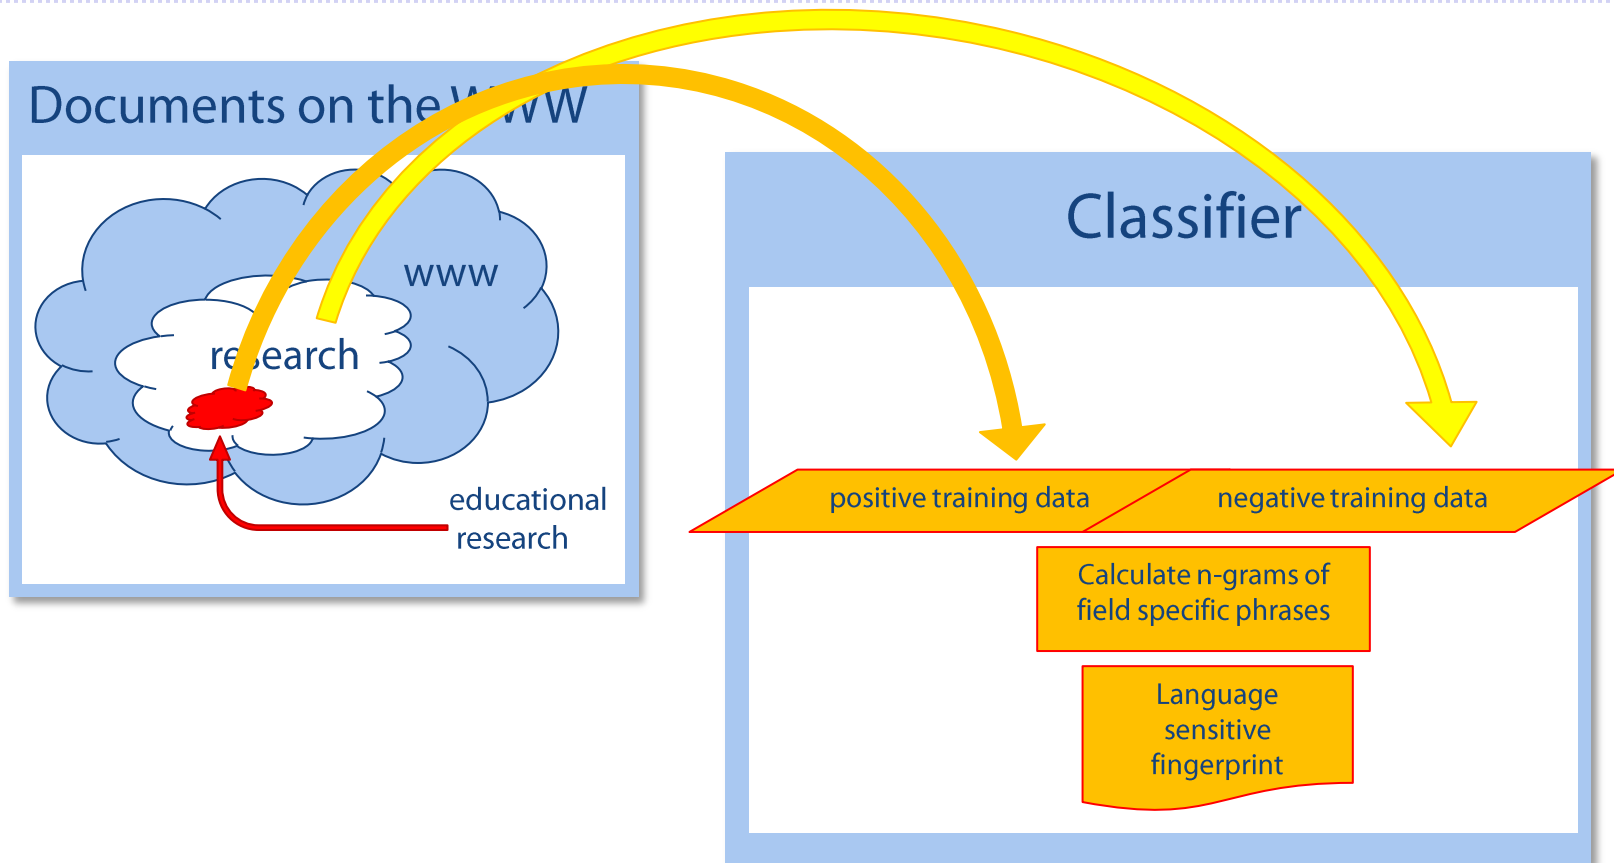 Documents on the WWW
www
research
educational
research
Classifier
positive training data
negative training data
Calculate n-grams of
field specific phrases
Language
sensitive
fingerprint